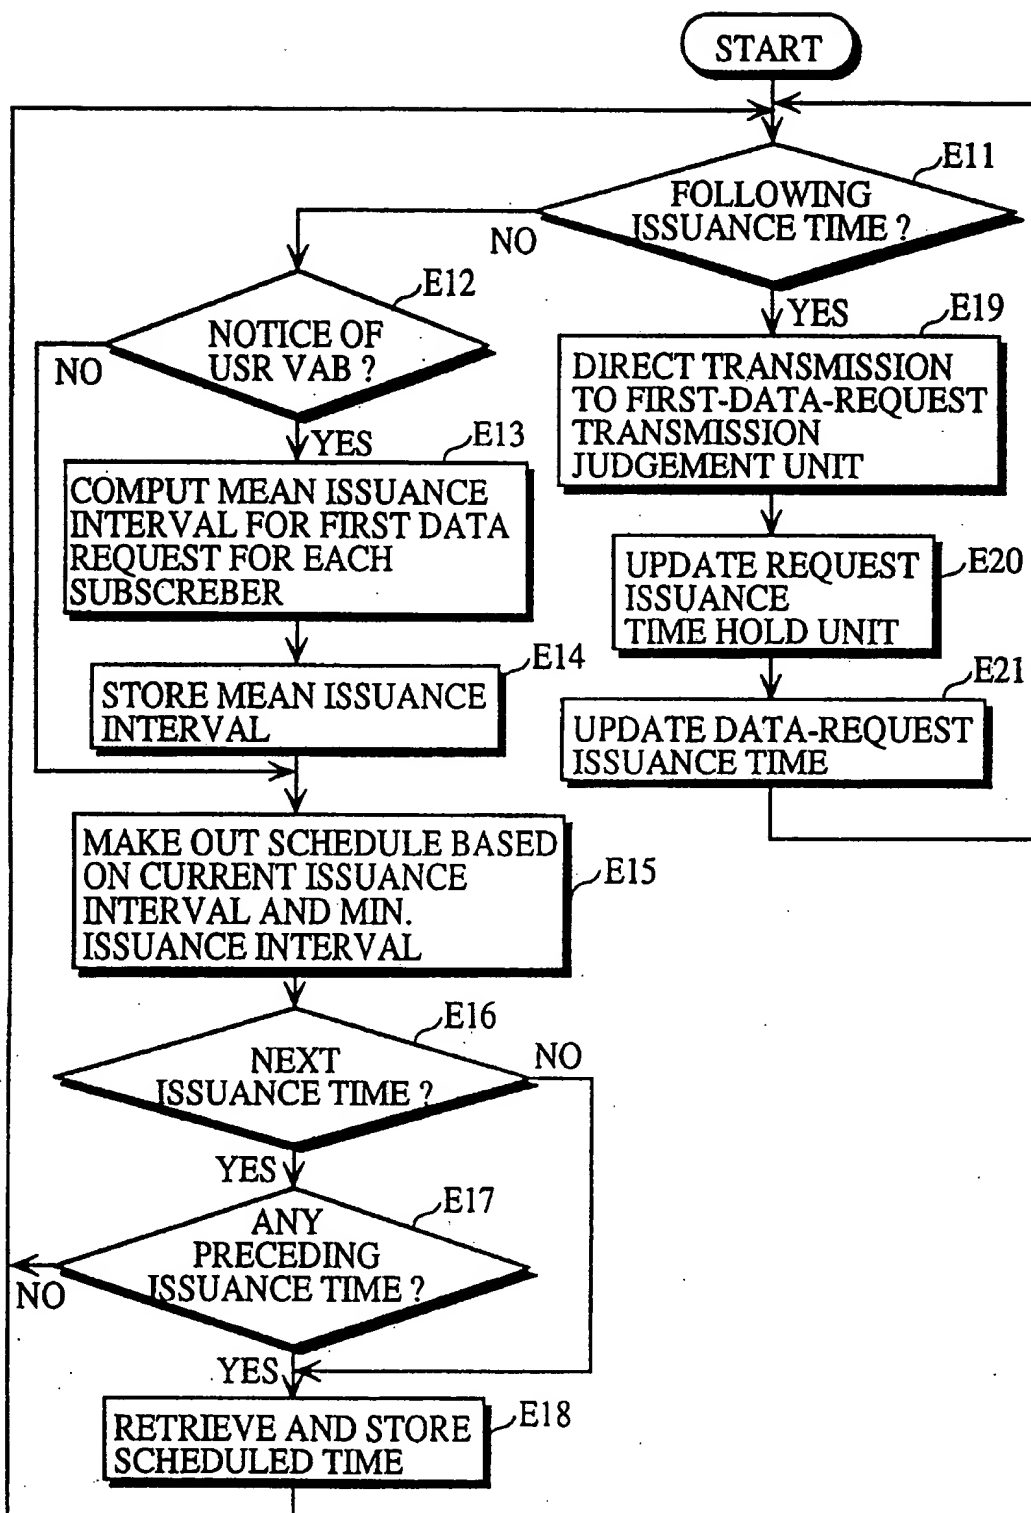 START
E11
FOLLOWING
ISSUANCE TIME ?
NO
YES
E12
NOTICE OF
USR VAB ?
NO
YES
E19
DIRECT TRANSMISSION
TO FIRST-DATA-REQUEST
TRANSMISSION
JUDGEMENT UNIT
E13
COMPUT MEAN ISSUANCE
INTERVAL FOR FIRST DATA
REQUEST FOR EACH
SUBSCREBER
E20
UPDATE REQUEST
ISSUANCE
TIME HOLD UNIT
E14
STORE MEAN ISSUANCE
INTERVAL
E21
UPDATE DATA-REQUEST
ISSUANCE TIME
MAKE OUT SCHEDULE BASED
ON CURRENT ISSUANCE
INTERVAL AND MIN.
ISSUANCE INTERVAL
E15
E16
NEXT
ISSUANCE TIME ?
NO
YES
E17
ANY
PRECEDING
ISSUANCE TIME ?
NO
YES
E18
RETRIEVE AND STORE
SCHEDULED TIME